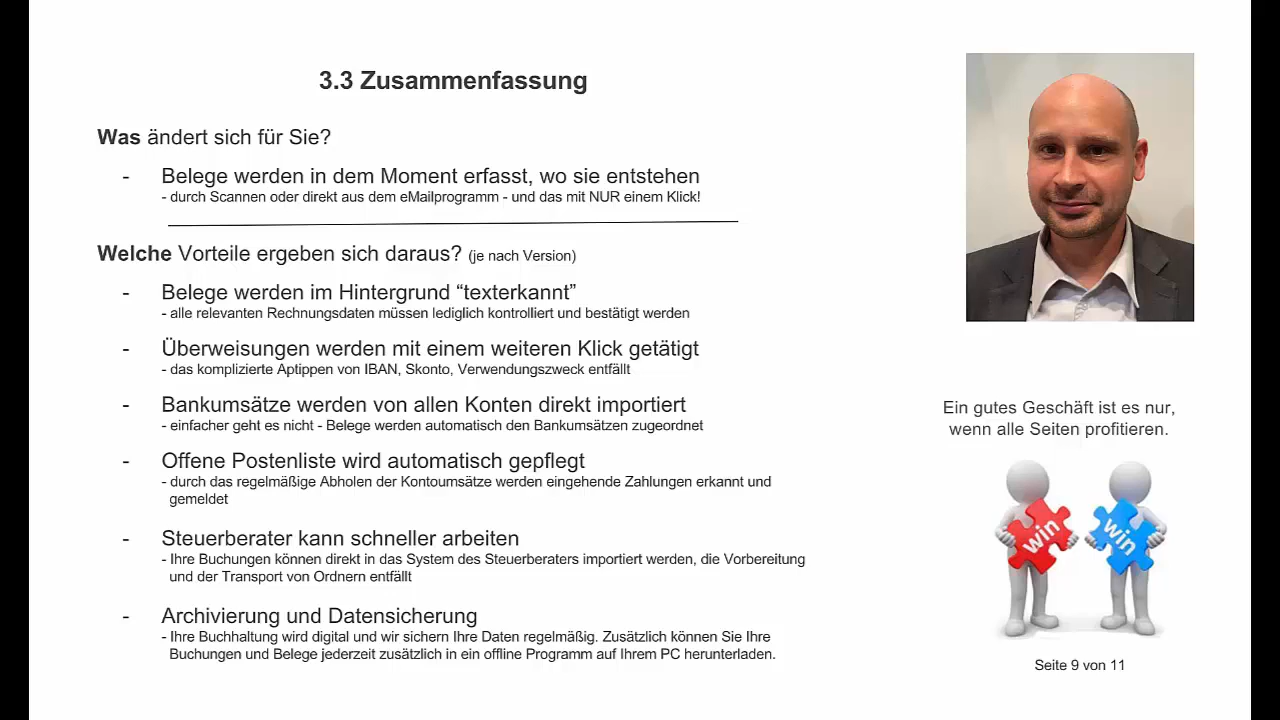 3.3 Zusammenfassung
Was ändert sich für Sie?
- Belege werden in dem Moment erfasst, wo sie entstehen
- durch Scannen oder direkt aus dem eMailprogramm - und das mit NUR einem Klick!
Welche Vorteile ergeben sich daraus? (je nach Version)
- Belege werden im Hintergrund “texterkannt”
- alle relevanten Rechnungsdaten müssen lediglich kontrolliert und bestätigt werden
- Überweisungen werden mit einem weiteren Klick getätigt
- das komplizierte Aptippen von IBAN, Skonto, Verwendungszweck entfällt
- Bankumsätze werden von allen Konten direkt importiert
- einfacher geht es nicht - Belege werden automatisch den Bankumsätzen zugeordnet
- Offene Postenliste wird automatisch gepflegt
- durch das regelmäßige Abholen der Kontoumsätze werden eingehende Zahlungen erkannt und
gemeldet
- Steuerberater kann schneller arbeiten
- Ihre Buchungen können direkt in das System des Steuerberaters importiert werden, die Vorbereitung
und der Transport von Ordnern entfällt
- Archivierung und Datensicherung
- Ihre Buchhaltung wird digital und wir sichern Ihre Daten regelmäßig. Zusätzlich können Sie Ihre
Buchungen und Belege jederzeit zusätzlich in ein offline Programm auf Ihrem PC herunterladen.
Ein gutes Geschäft ist es nur,
wenn alle Seiten profitieren.
win
win
Seite 9 von 11